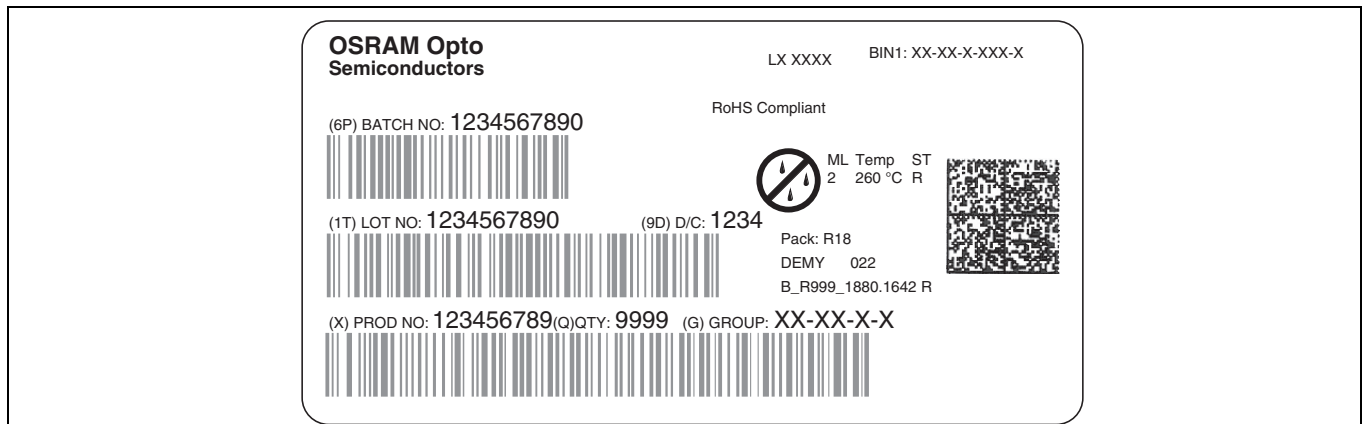 OSRAM Opto
Semiconductors
LX XXXX
BIN1: XX-XX-X-XXX-X
RoHS Compliant
(6P) BATCH NO: 1234567890
ML Temp ST
2 260 °C R
(1T) LOT NO: 1234567890 (9D) D/C: 1234
Pack: R18
DEMY 022
B_R999_1880.1642 R
(X) PROD NO: 123456789(Q)QTY: 9999 (G) GROUP: XX-XX-X-X